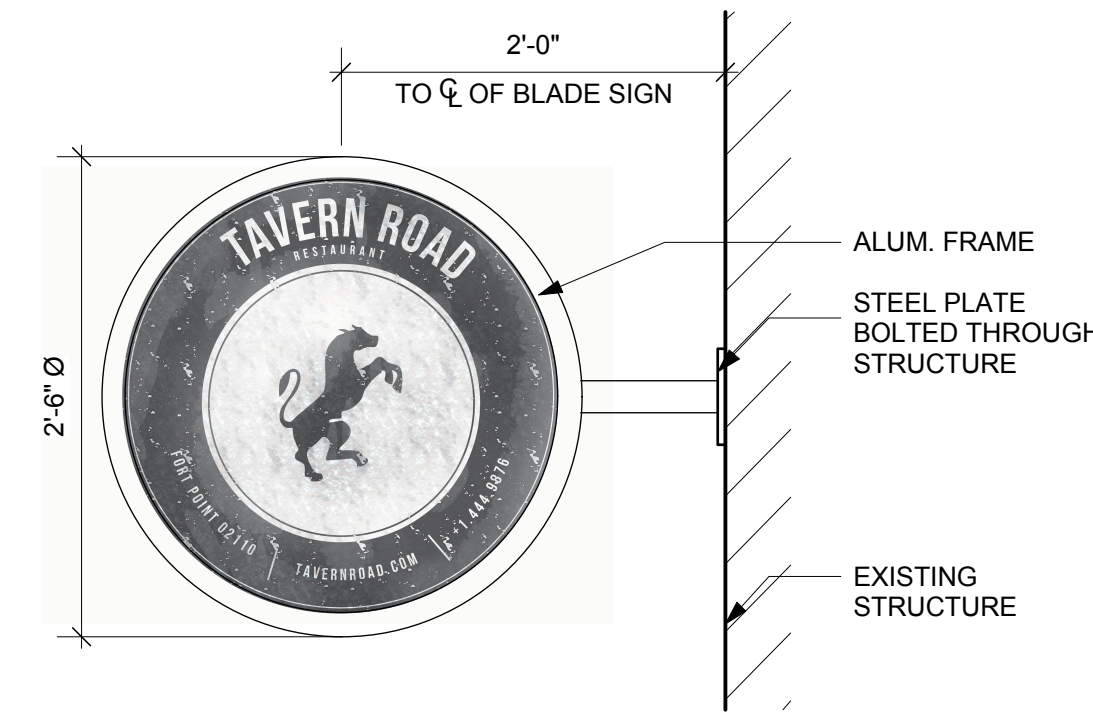 2'-0"
TO ℄ OF BLADE SIGN
2'-6" Ø
TAVERN ROAD
RESTAURANT
FORT POINT 02110
TAVERNROAD.COM
+1 444 9876
ALUM. FRAME
STEEL PLATE
BOLTED THROUGH
STRUCTURE
EXISTING
STRUCTURE